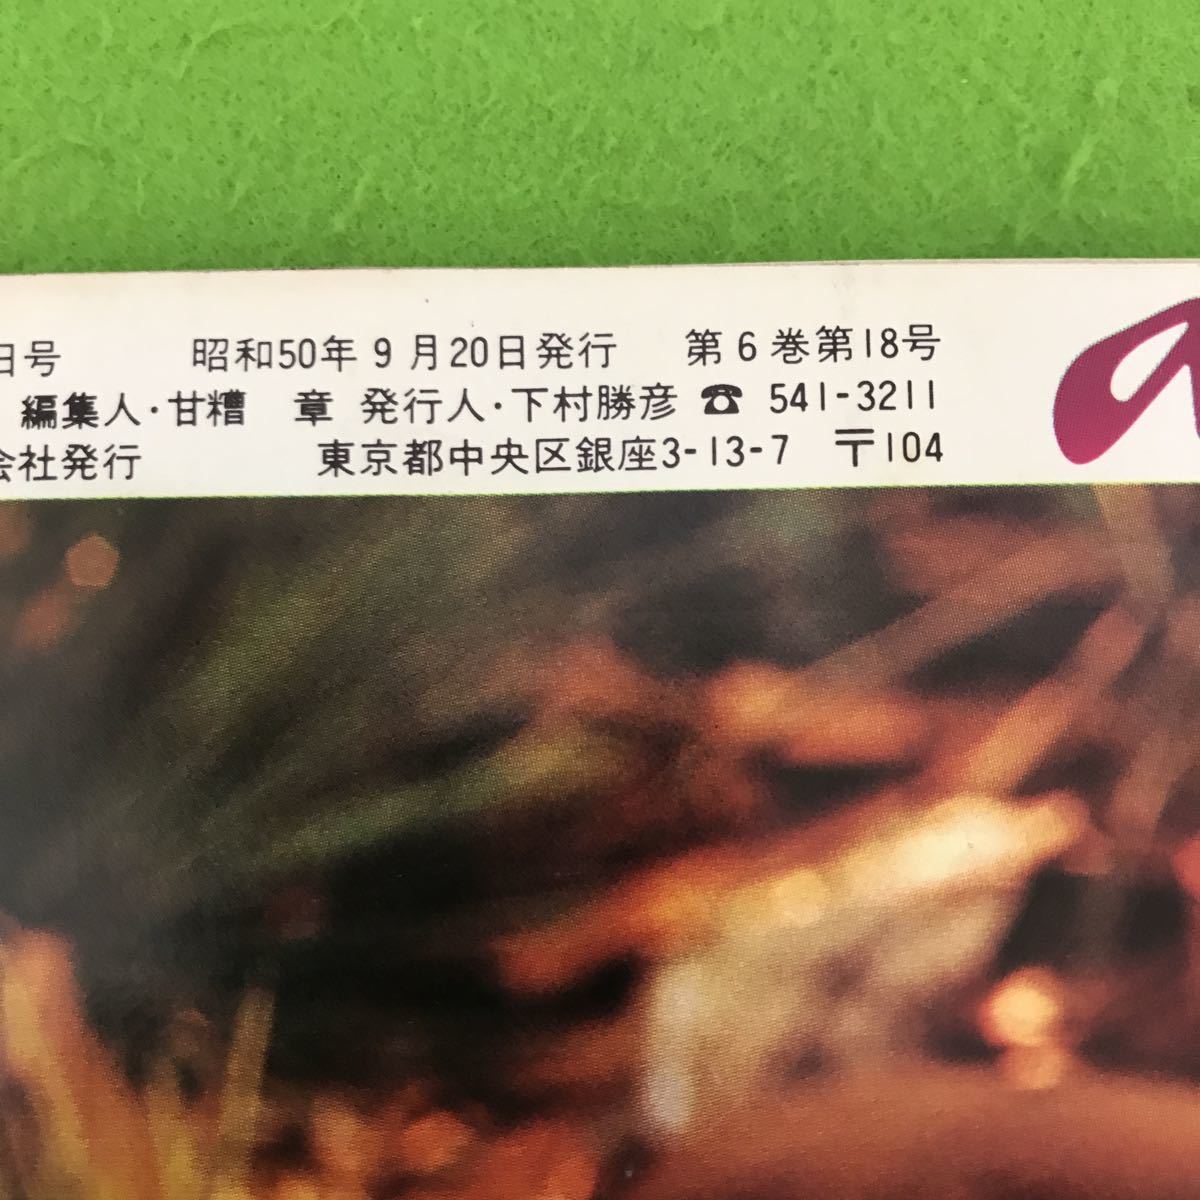 日号 昭和50年9月20日発行 第6巻第18号
編集人・甘糟 章 発行人・下村勝彦 ☎ 541-3211
会社発行 東京都中央区銀座3-13-7 〒104
a